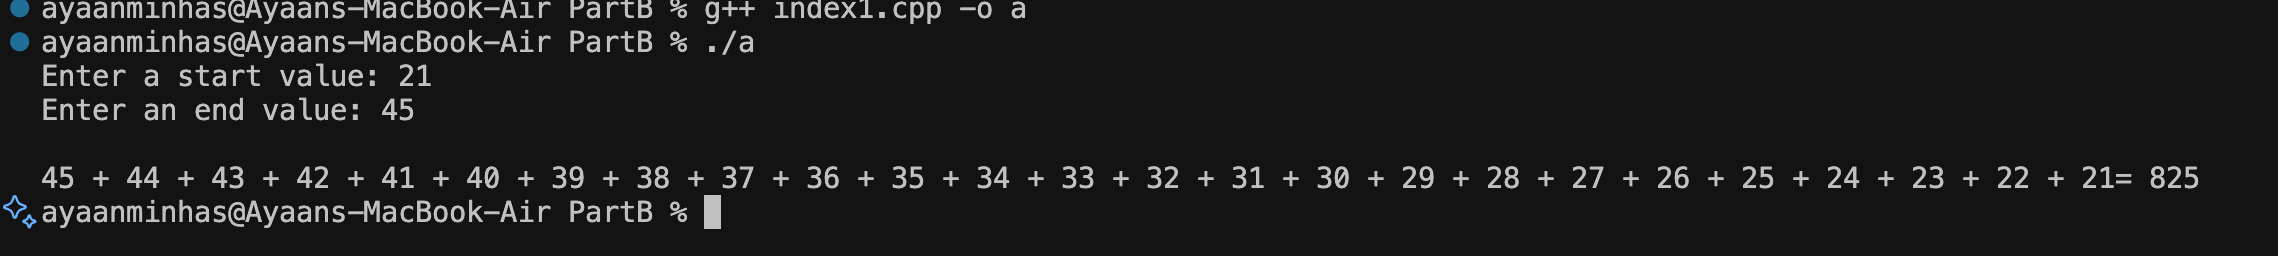 ayaanminhas@Ayaans-MacBook-Air PartB % g++ index1.cpp -o a
ayaanminhas@Ayaans-MacBook-Air PartB % ./a
Enter a start value: 21
Enter an end value: 45
45 + 44 + 43 + 42 + 41 + 40 + 39 + 38 + 37 + 36 + 35 + 34 + 33 + 32 + 31 + 30 + 29 + 28 + 27 + 26 + 25 + 24 + 23 + 22 + 21= 825
ayaanminhas@Ayaans-MacBook-Air PartB %